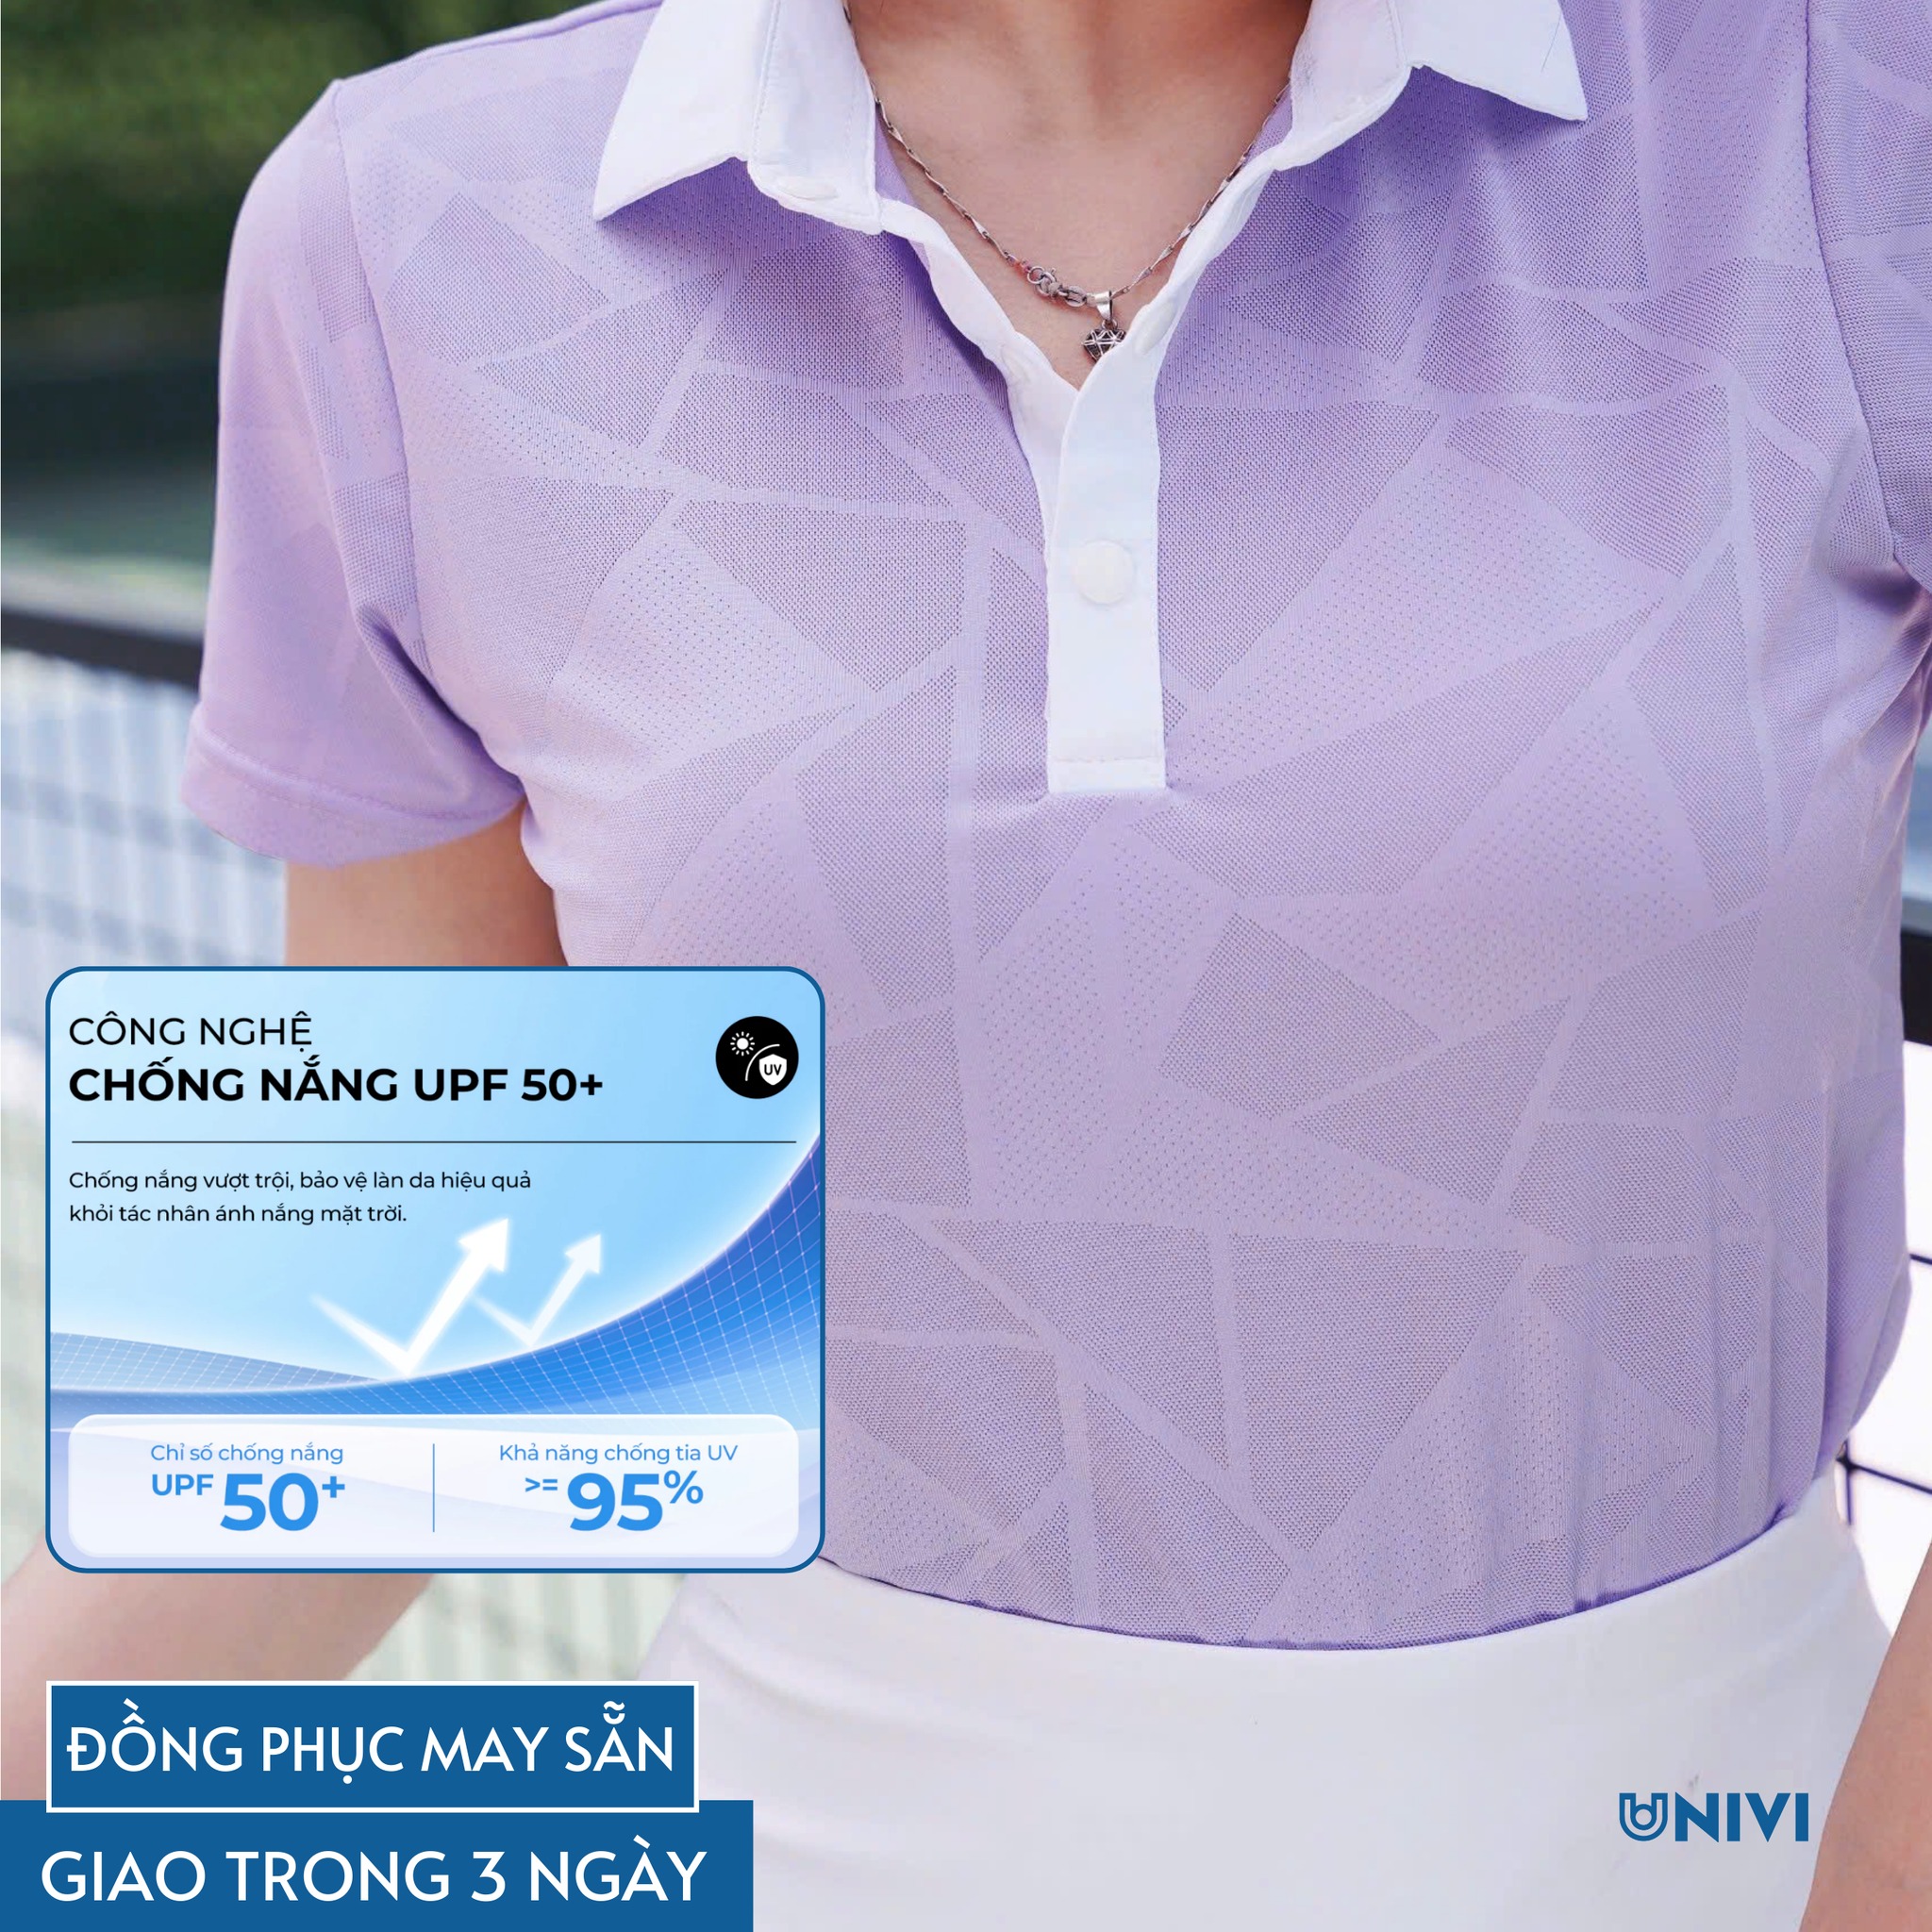 CÔNG NGHỆ
CHỐNG NẮNG UPF 50+
UV
Chống nắng vượt trội, bảo vệ làn da hiệu quả
khỏi tác nhân ánh nắng mặt trời.
Chỉ số chống nắng
UPF 50+
Khả năng chống tia UV
>= 95%
ĐỒNG PHỤC MAY SẴN
GIAO TRONG 3 NGÀY
UNIVI